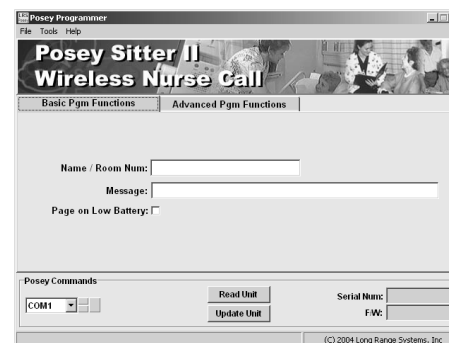 Posey Programmer
File Tools Help
Posey Sitter II
Wireless Nurse Call
Basic Pgm Functions Advanced Pgm Functions
Name / Room Num:
Message:
Page on Low Battery:
Posey Commands
COM1
Read Unit
Update Unit
Serial Num:
F/W:
(C) 2004 Long Range Systems, Inc